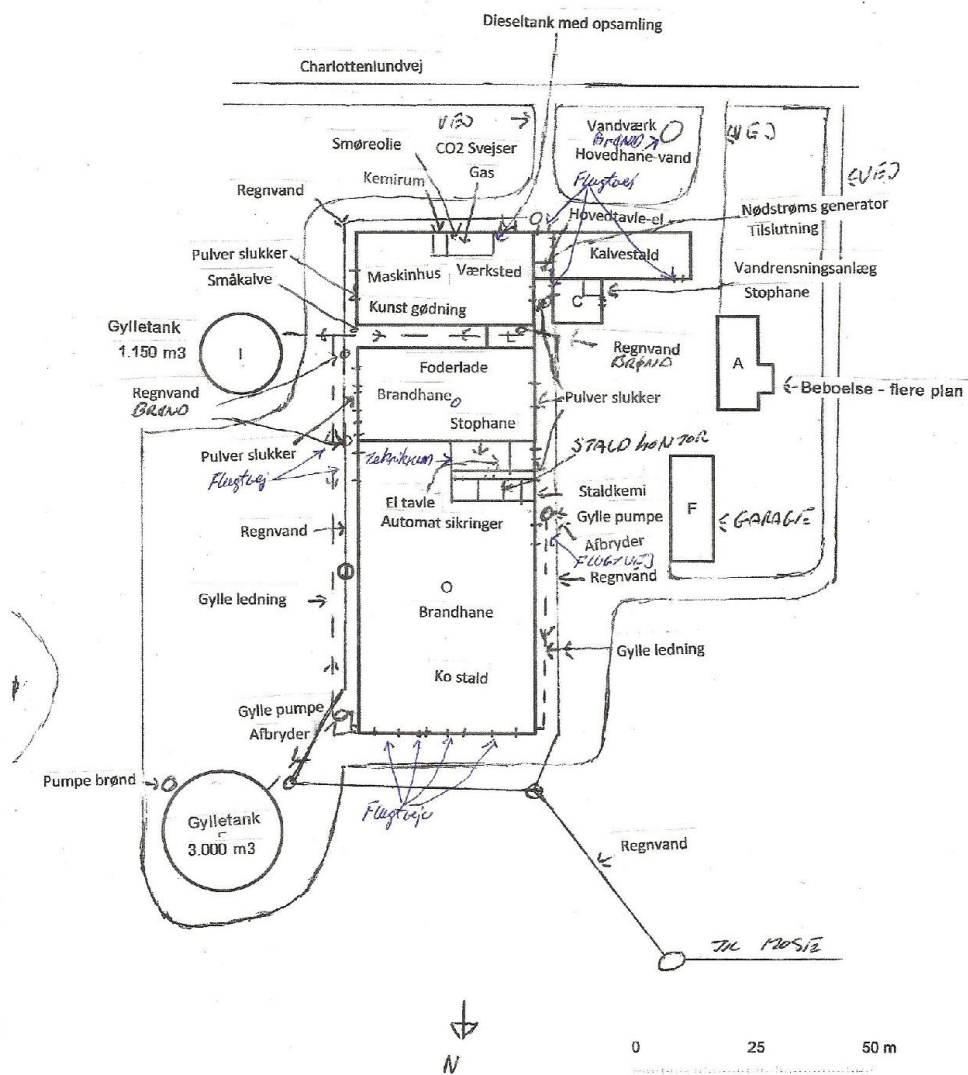 Dieseltank med opsamling
Charlottenlundvej
VEJ
Vandværk
BRØND
Hovedhane-vand
VEJ
VEJ
Smøreolie
CO2 Svejser
Gas
Kemirum
Flugtvej
Regnvand
Hovedtavle-el
Nødstrøms generator
Tilslutning
Pulver slukker
Maskinhus
Værksted
Kalvestald
Vandrensningsanlæg
Småkalve
Kunst gødning
C
Stophane
Gylletank
1.150 m3
I
Regnvand
BRØND
A
Foderlade
Beboelse - flere plan
Regnvand
BRØND
Brandhane
Pulver slukker
Stophane
STALD KONTOR
Pulver slukker
Flugtvej
Teknikrum
El tavle
Automat sikringer
Staldkemi
Gylle pumpe
F
GARAGE
Afbryder
FLUGTVEJ
Regnvand
Regnvand
Gylle ledning
Brandhane
Gylle ledning
Ko stald
Gylle pumpe
Afbryder
Pumpe brønd
Flugtveje
Gylletank
3.000 m3
Regnvand
TIL MOSE
N
0 25 50 m